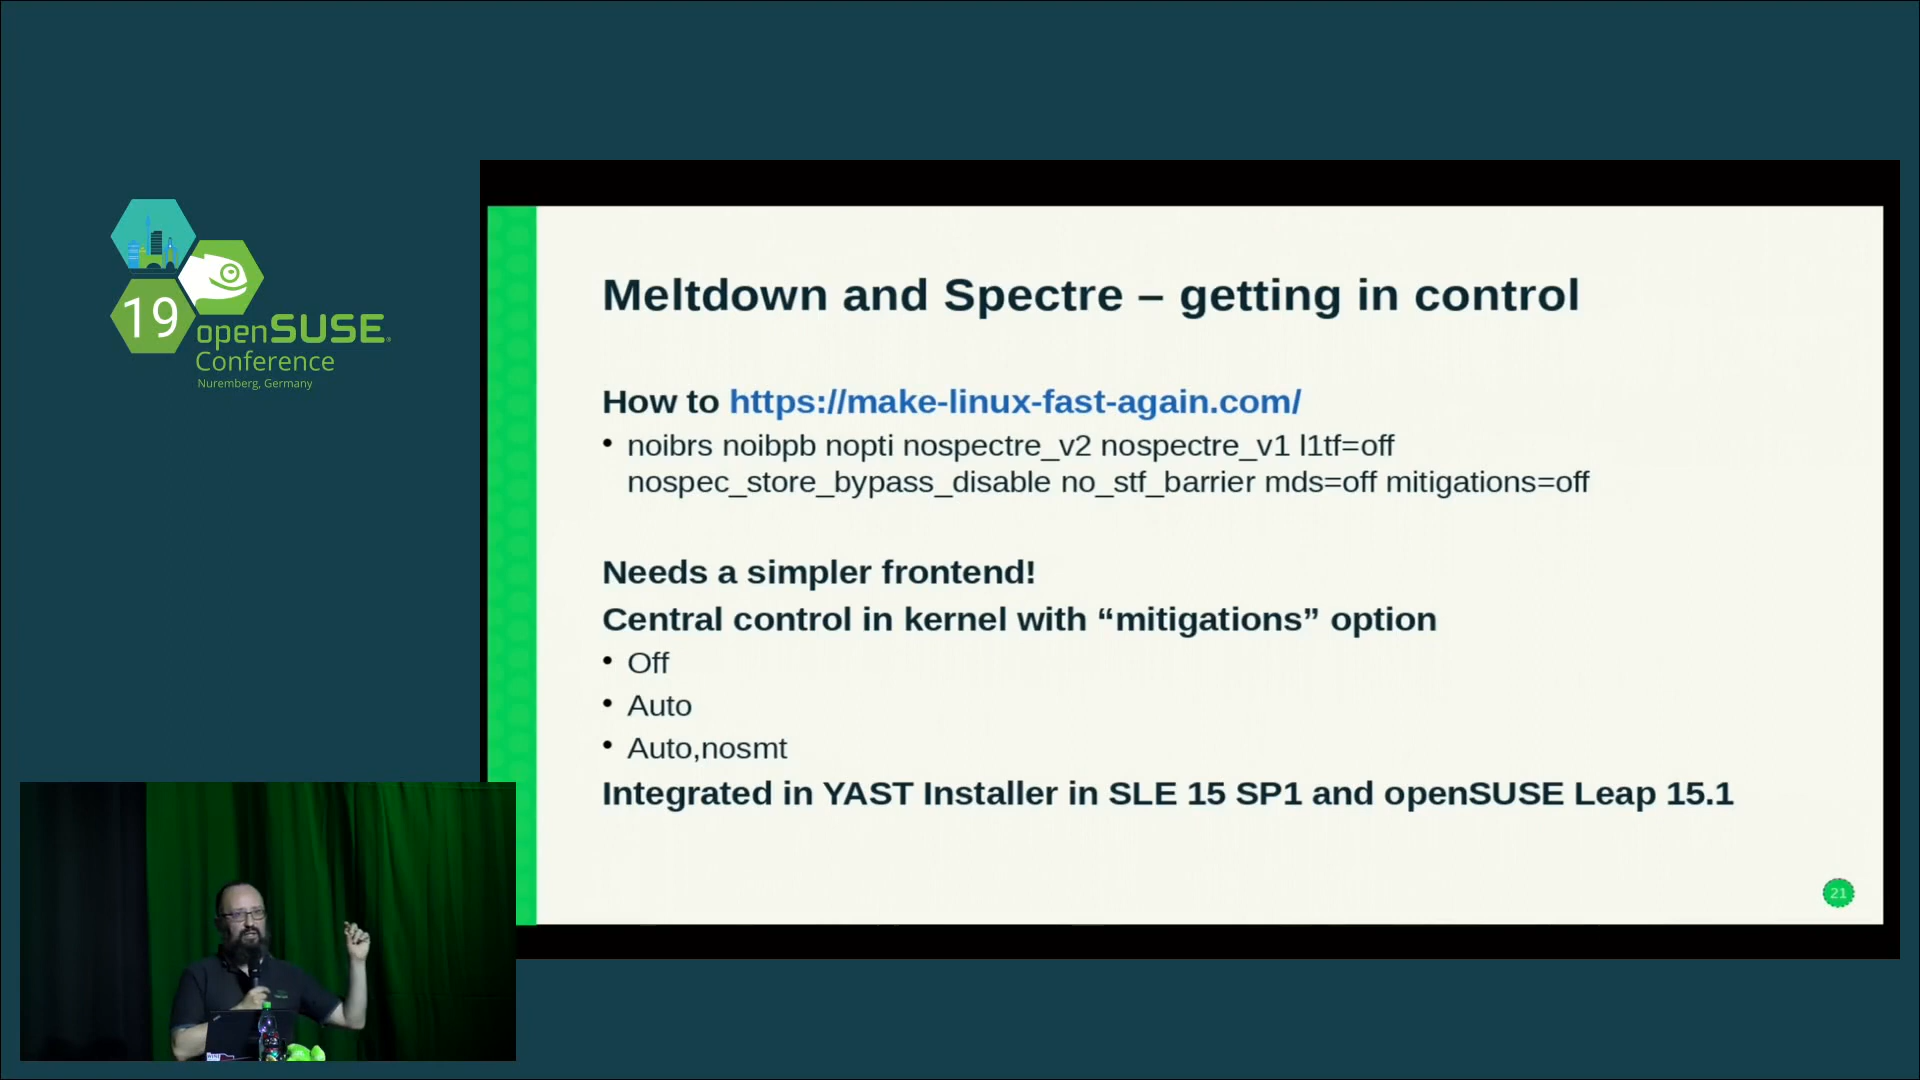 19
openSUSE
Conference
Nuremberg, Germany
Meltdown and Spectre – getting in control
How to https://make-linux-fast-again.com/
• noibrs noibpb nopti nospectre_v2 nospectre_v1 l1tf=off
nospec_store_bypass_disable no_stf_barrier mds=off mitigations=off
Needs a simpler frontend!
Central control in kernel with “mitigations” option
• Off
• Auto
• Auto,nosmt
Integrated in YAST Installer in SLE 15 SP1 and openSUSE Leap 15.1
21